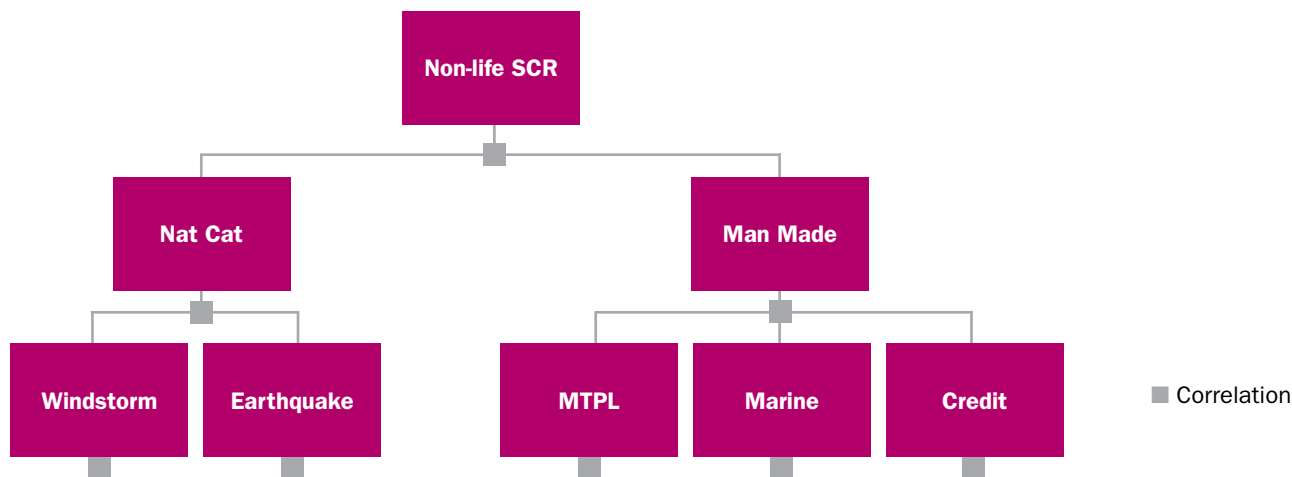 Non-life SCR
Nat Cat
Man Made
Windstorm
Earthquake
MTPL
Marine
Credit
Correlation